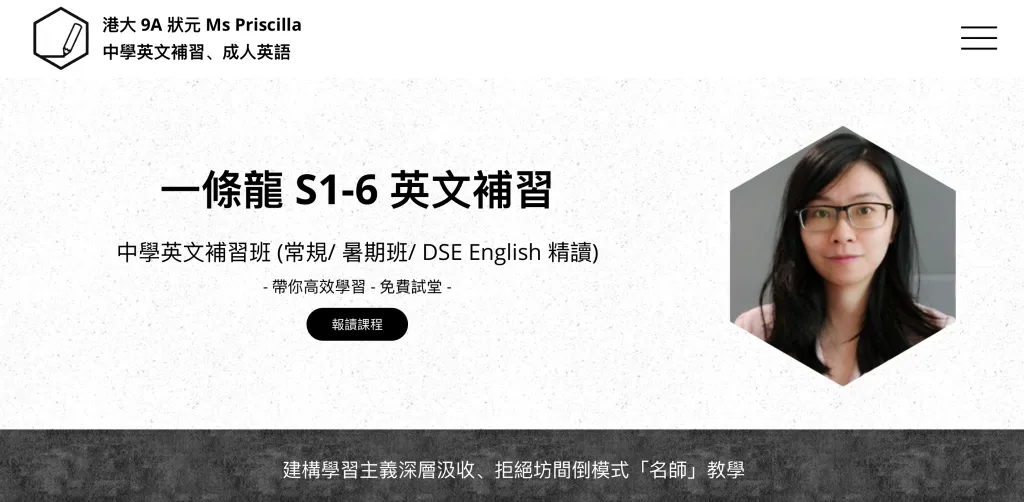 港大 9A 狀元 Ms Priscilla
中學英文補習、成人英語
一條龍 S1-6 英文補習
中學英文補習班 (常規/ 暑期班/ DSE English 精讀)
- 帶你高效學習 - 免費試堂 -
報讀課程
建構學習主義深層汲收、拒絕坊間倒模式「名師」教學